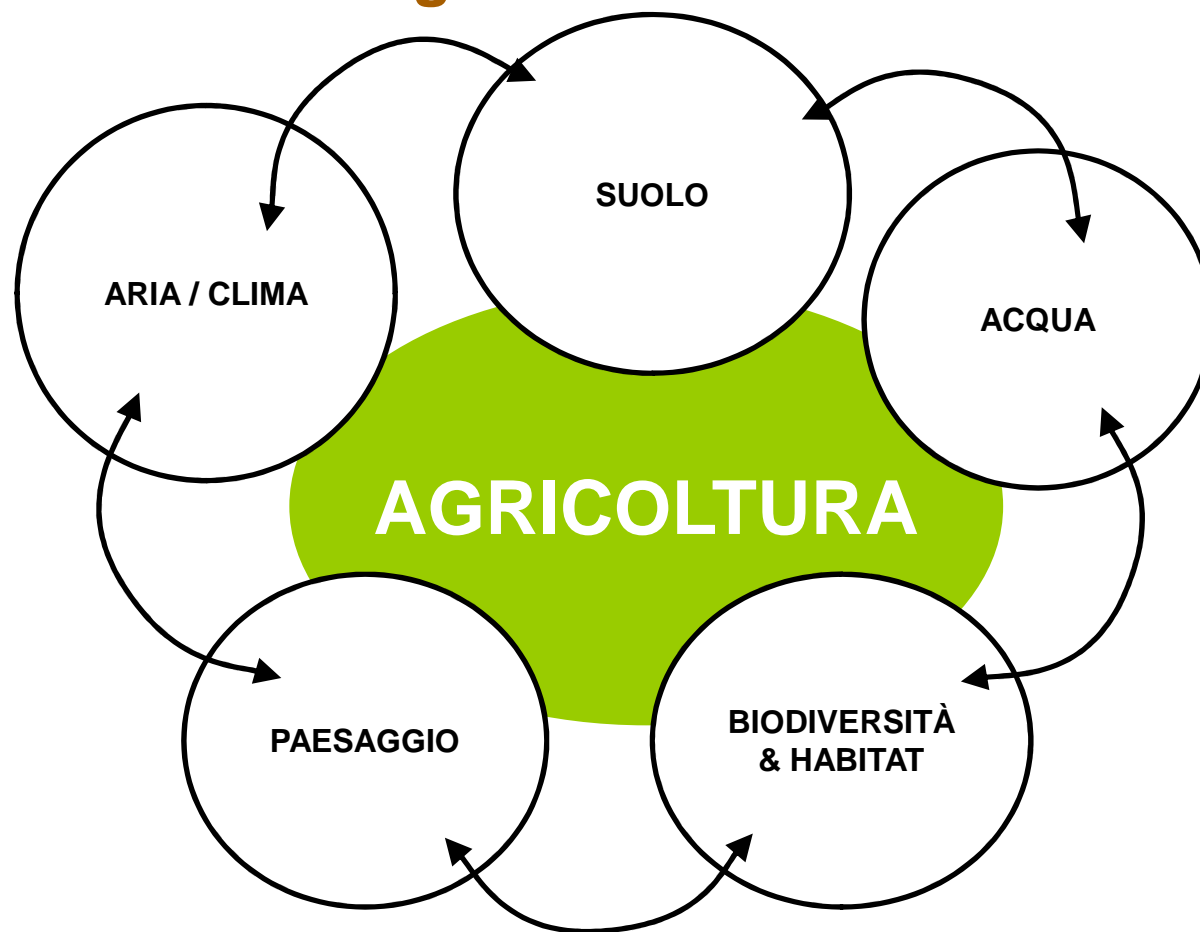 SUOLO
ARIA / CLIMA
ACQUA
AGRICOLTURA
PAESAGGIO
BIODIVERSITÀ
& HABITAT